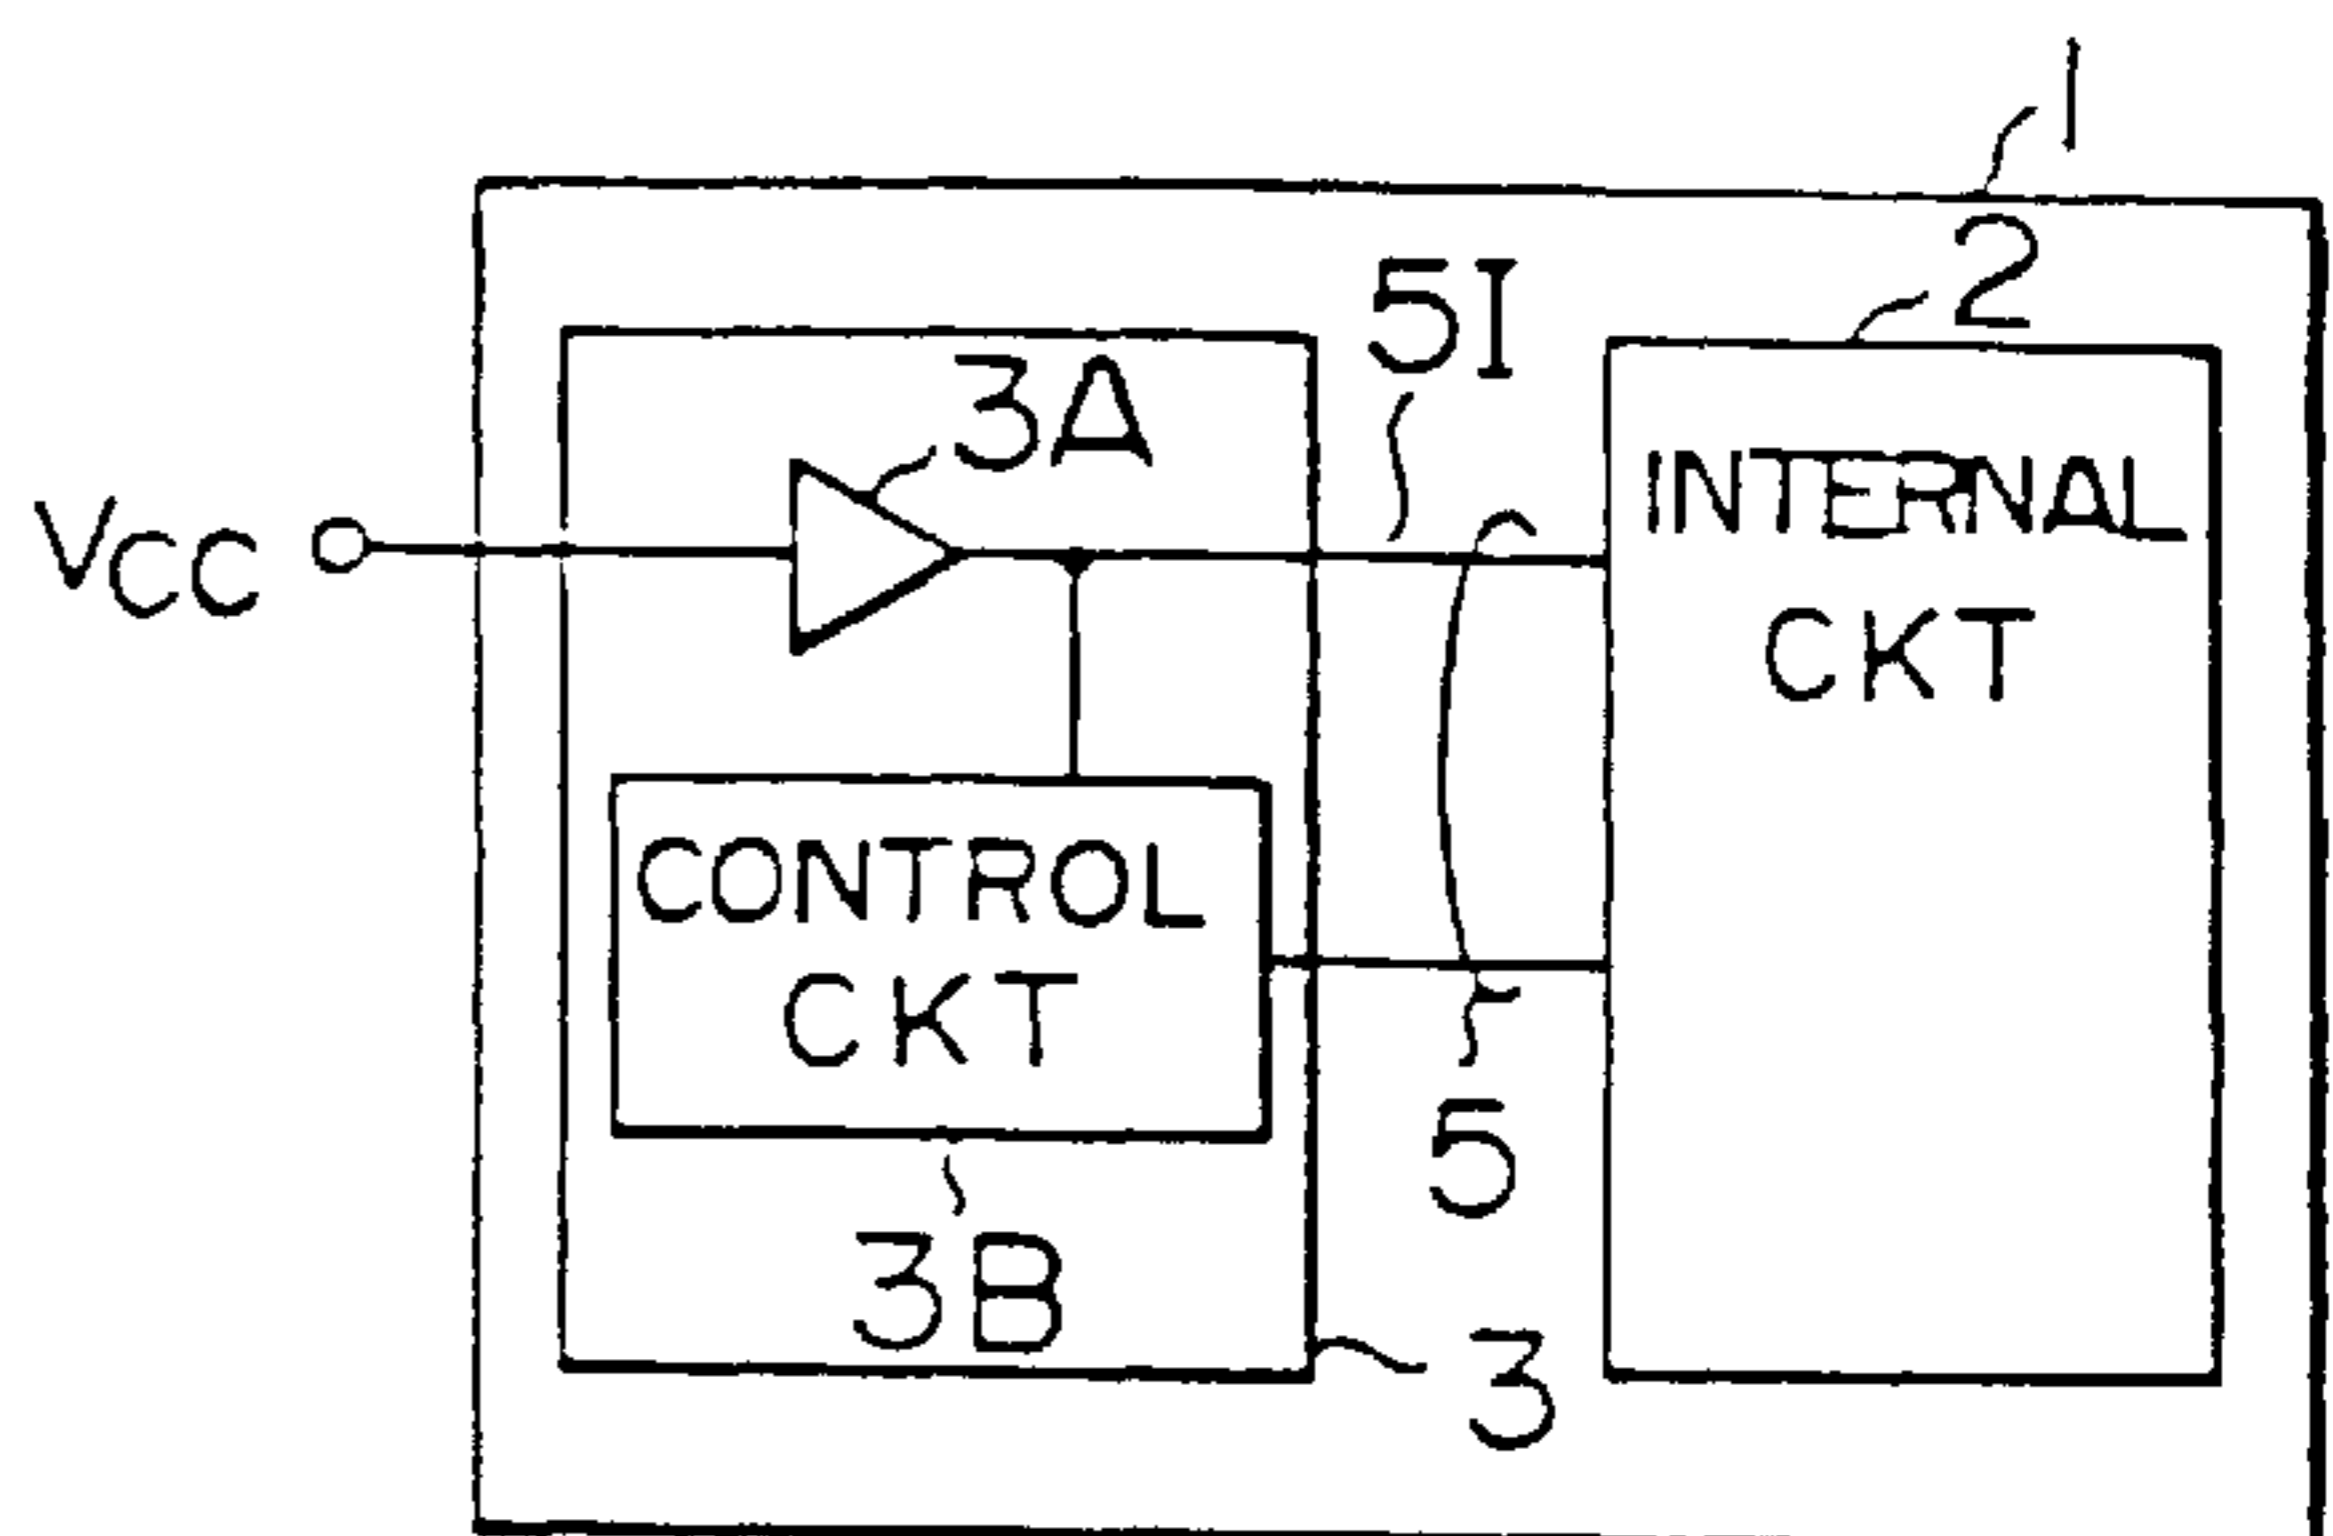 1
2
5I
3A
INTERNAL
CKT
VCC
CONTROL
CKT
5
3B
3